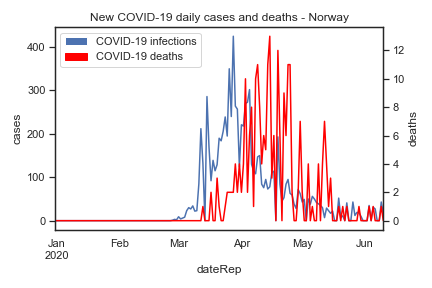 New COVID-19 daily cases and deaths - Norway
COVID-19 infections
COVID-19 deaths
400
300
200
100
0
cases
12
10
8
6
4
2
0
deaths
Jan Feb Mar Apr May Jun
2020
dateRep